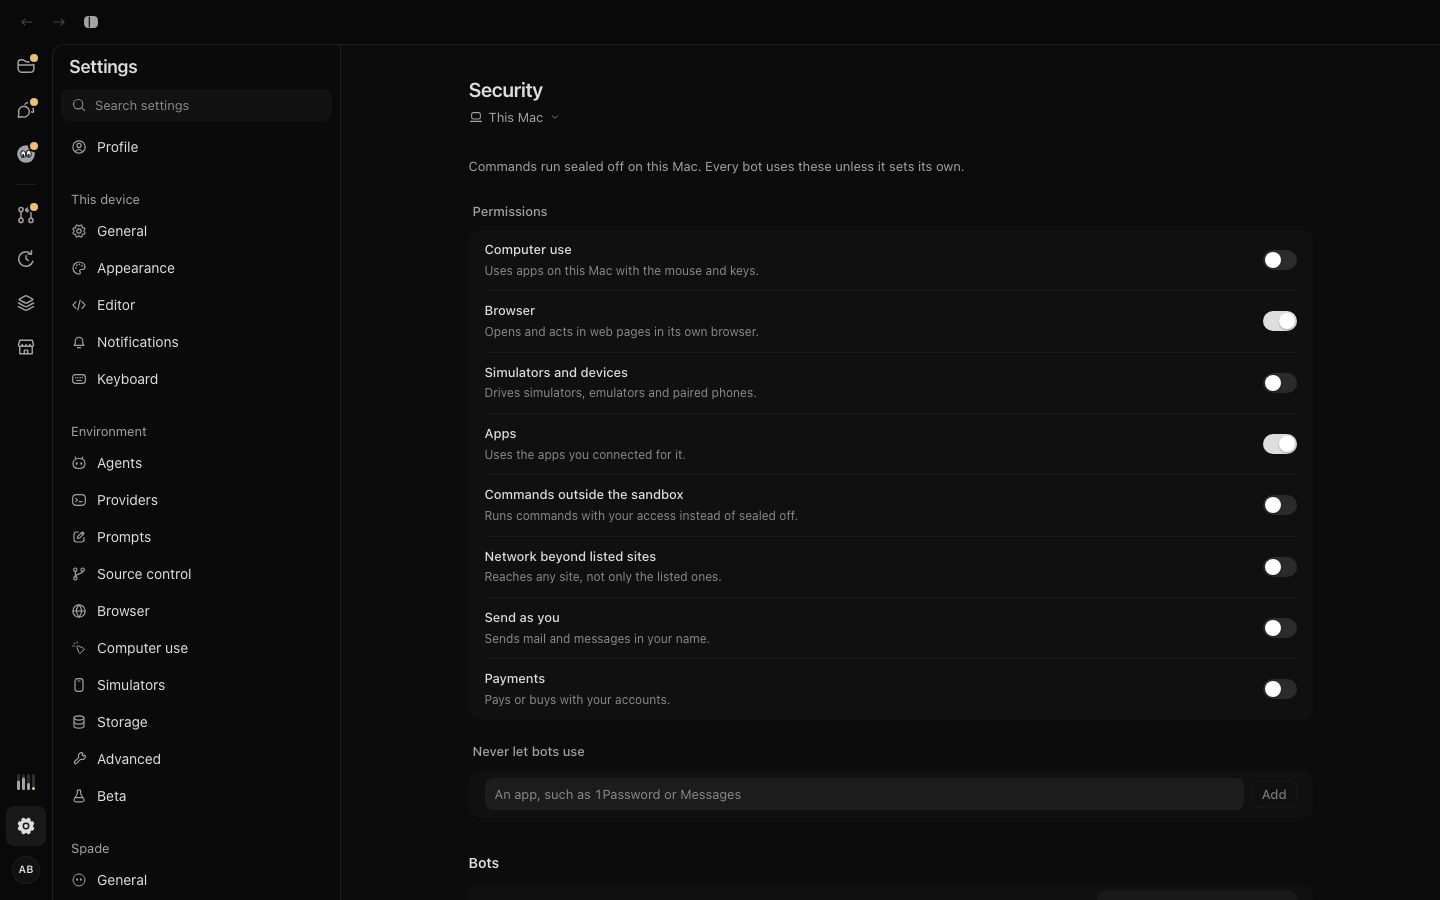 Settings
Search settings
Profile
This device
General
Appearance
Editor
Notifications
Keyboard
Environment
Agents
Providers
Prompts
Source control
Browser
Computer use
Simulators
Storage
Advanced
Beta
Spade
General
AB
Security
This Mac
Commands run sealed off on this Mac. Every bot uses these unless it sets its own.
Permissions
Computer use
Uses apps on this Mac with the mouse and keys.
Browser
Opens and acts in web pages in its own browser.
Simulators and devices
Drives simulators, emulators and paired phones.
Apps
Uses the apps you connected for it.
Commands outside the sandbox
Runs commands with your access instead of sealed off.
Network beyond listed sites
Reaches any site, not only the listed ones.
Send as you
Sends mail and messages in your name.
Payments
Pays or buys with your accounts.
Never let bots use
An app, such as 1Password or Messages
Add
Bots